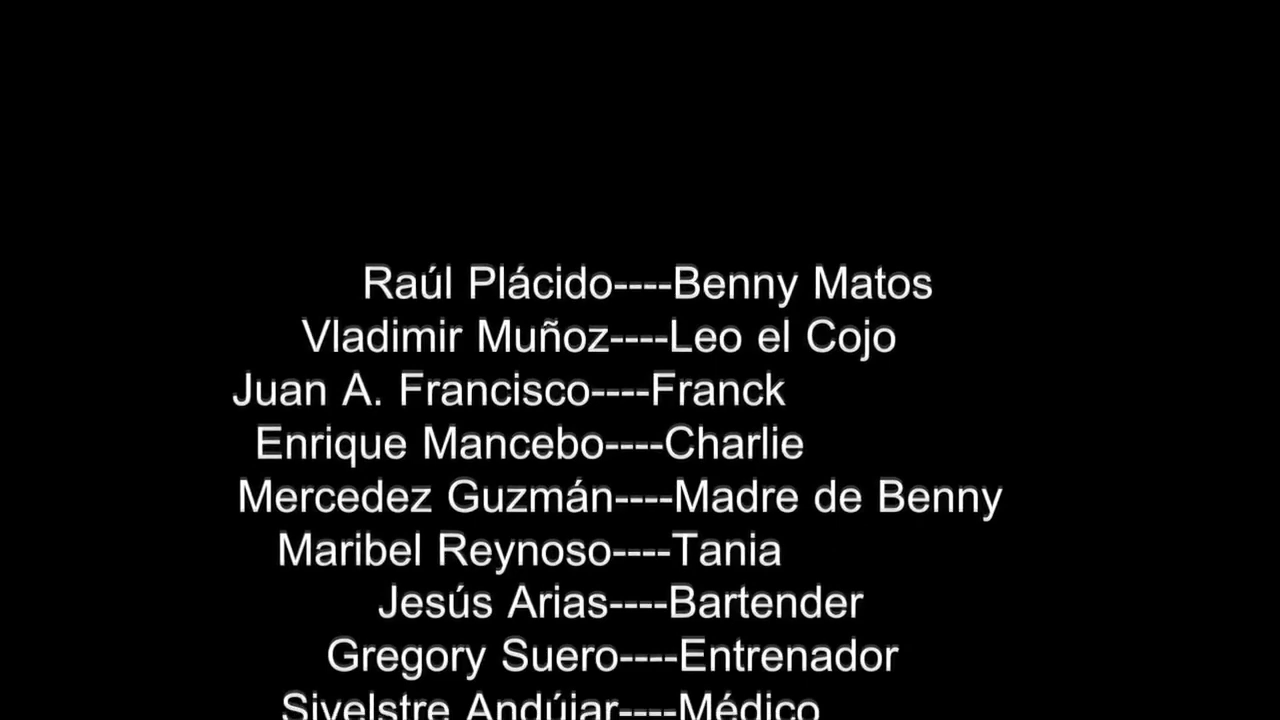 Raúl Plácido----Benny Matos
Vladimir Muñoz----Leo el Cojo
Juan A. Francisco----Franck
Enrique Mancebo----Charlie
Mercedez Guzmán----Madre de Benny
Maribel Reynoso----Tania
Jesús Arias----Bartender
Gregory Suero----Entrenador
Sivelstre Andújar----Médico